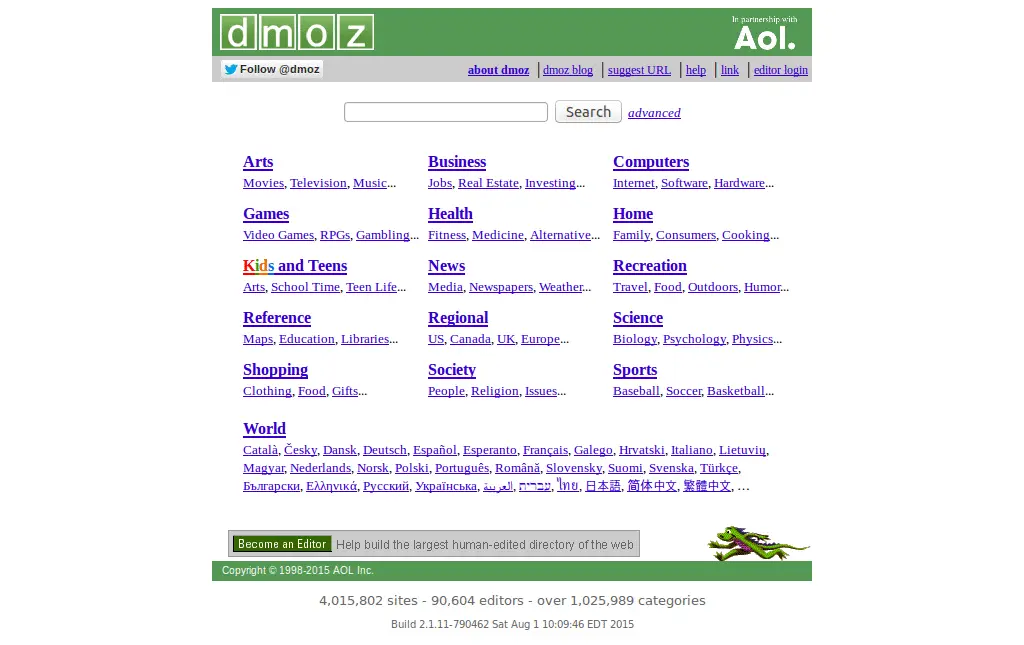 dmoz
In partnership with
Aol.
Follow @dmoz
about dmoz | dmoz blog | suggest URL | help | link | editor login
Search advanced
Arts Business Computers
Movies, Television, Music... Jobs, Real Estate, Investing... Internet, Software, Hardware...
Games Health Home
Video Games, RPGs, Gambling... Fitness, Medicine, Alternative... Family, Consumers, Cooking...
Kids and Teens News Recreation
Arts, School Time, Teen Life... Media, Newspapers, Weather... Travel, Food, Outdoors, Humor...
Reference Regional Science
Maps, Education, Libraries... US, Canada, UK, Europe... Biology, Psychology, Physics...
Shopping Society Sports
Clothing, Food, Gifts... People, Religion, Issues... Baseball, Soccer, Basketball...
World
Català, Česky, Dansk, Deutsch, Español, Esperanto, Français, Galego, Hrvatski, Italiano, Lietuvių,
Magyar, Nederlands, Norsk, Polski, Português, Română, Slovensky, Suomi, Svenska, Türkçe,
Български, Ελληνικά, Русский, Українська, العربية, עברית, ไทย, 日本語, 简体中文, 繁體中文, ...
Become an Editor Help build the largest human-edited directory of the web
Copyright © 1998-2015 AOL Inc.
4,015,802 sites - 90,604 editors - over 1,025,989 categories
Build 2.1.11-790462 Sat Aug 1 10:09:46 EDT 2015